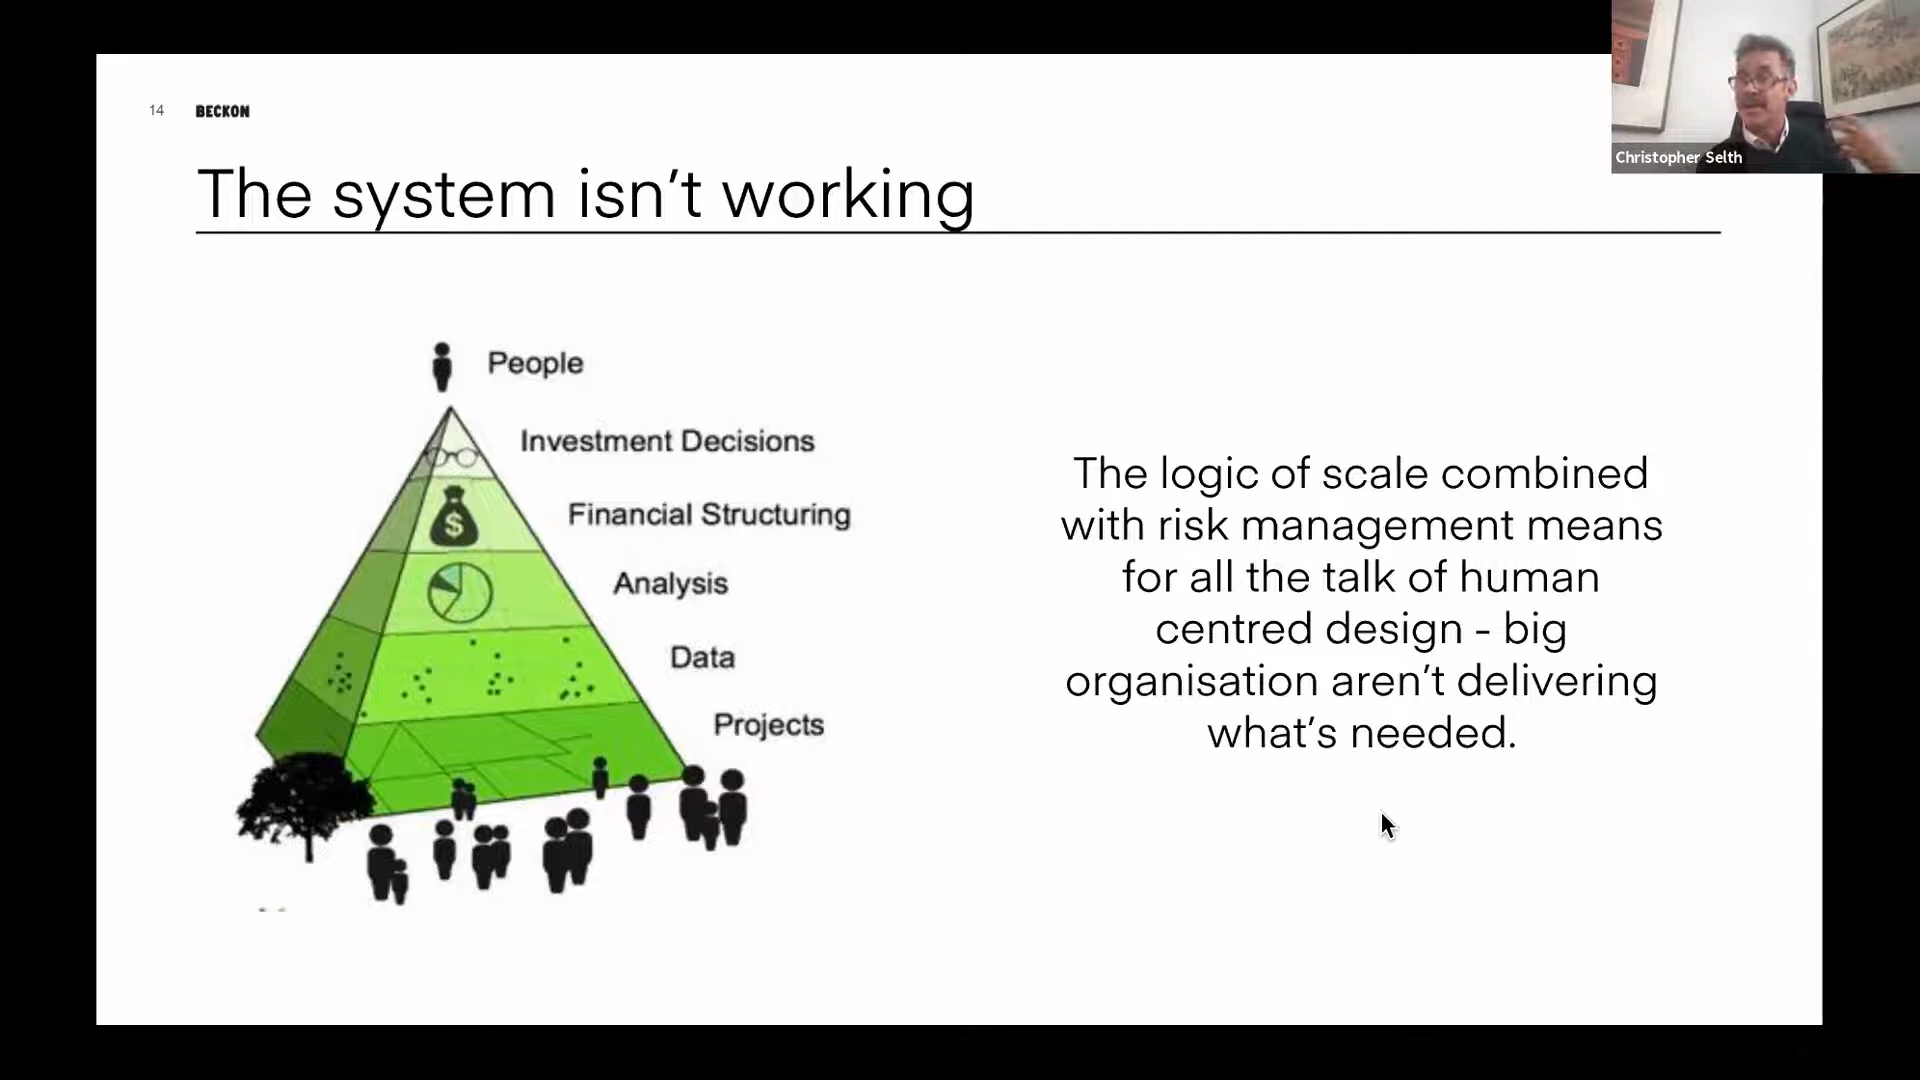 14 BECKON
Christopher Selth
The system isn't working
People
Investment Decisions
Financial Structuring
$
Analysis
Data
Projects
The logic of scale combined
with risk management means
for all the talk of human
centred design - big
organisation aren't delivering
what's needed.